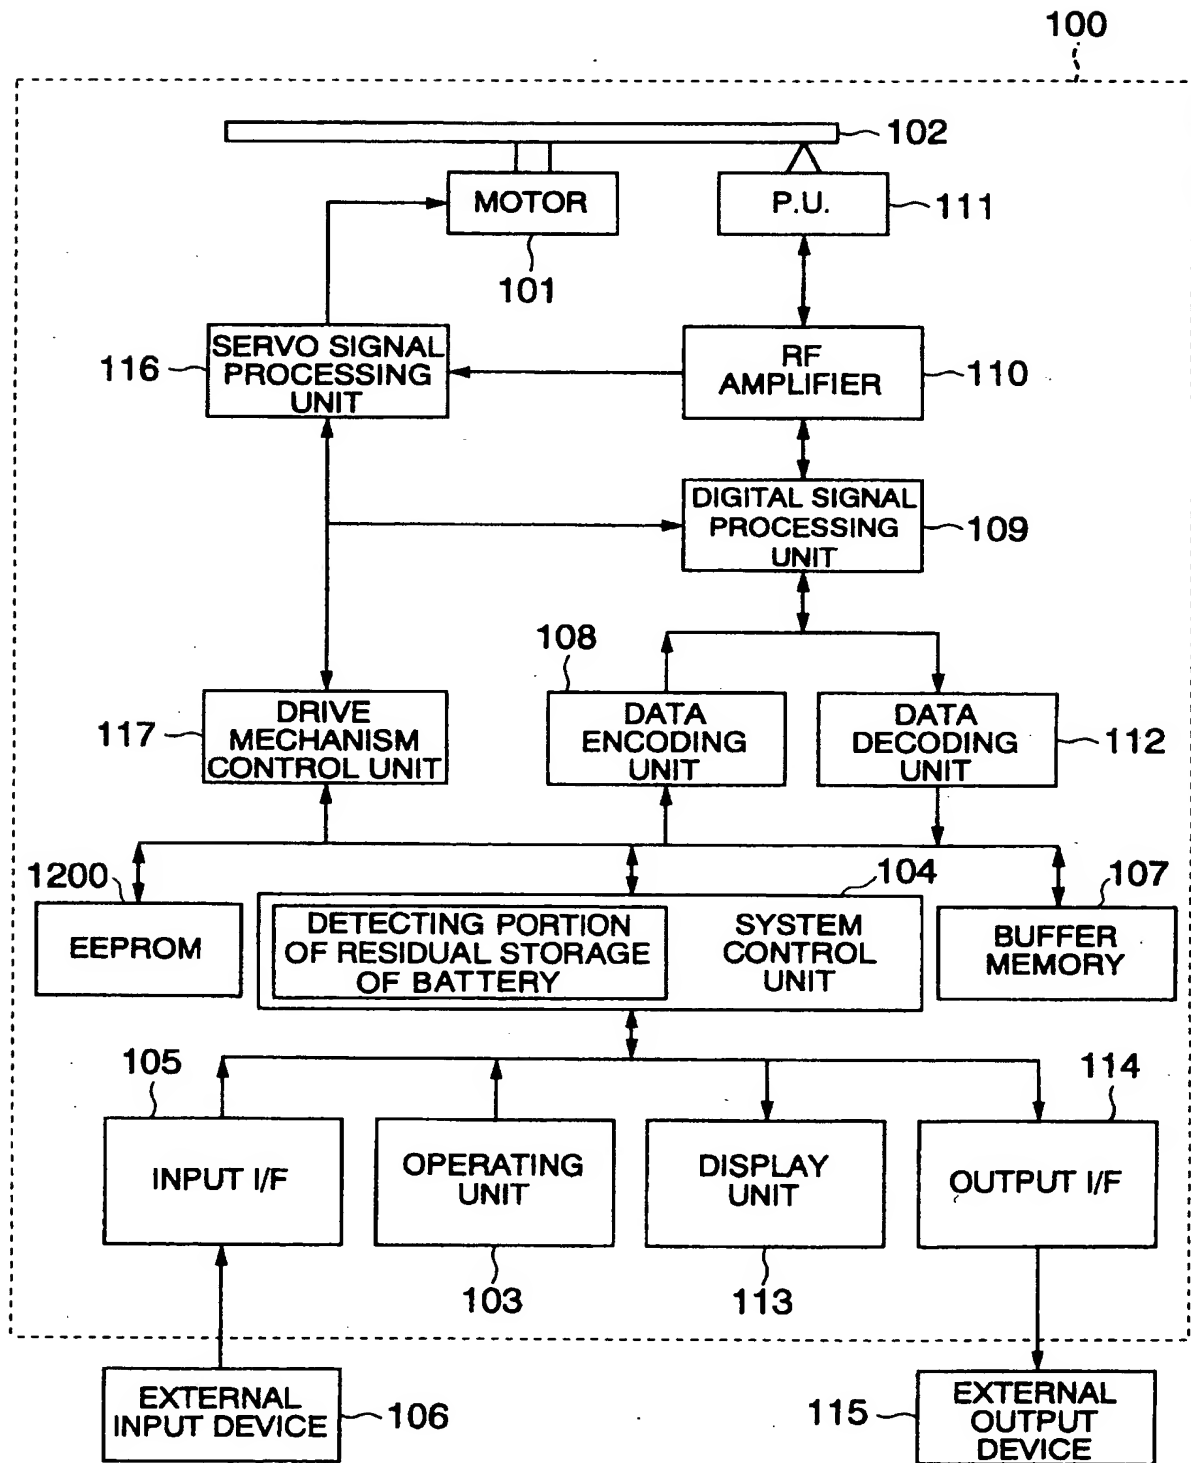 100
102
MOTOR
P.U.
111
101
SERVO SIGNAL
PROCESSING
UNIT
116
RF
AMPLIFIER
110
DIGITAL SIGNAL
PROCESSING
UNIT
109
108
DRIVE
MECHANISM
CONTROL UNIT
117
DATA
ENCODING
UNIT
DATA
DECODING
UNIT
112
1200
104
107
EEPROM
DETECTING PORTION
OF RESIDUAL STORAGE
OF BATTERY
SYSTEM
CONTROL
UNIT
BUFFER
MEMORY
105
114
INPUT I/F
OPERATING
UNIT
DISPLAY
UNIT
OUTPUT I/F
103
113
EXTERNAL
INPUT DEVICE
106
115
EXTERNAL
OUTPUT
DEVICE